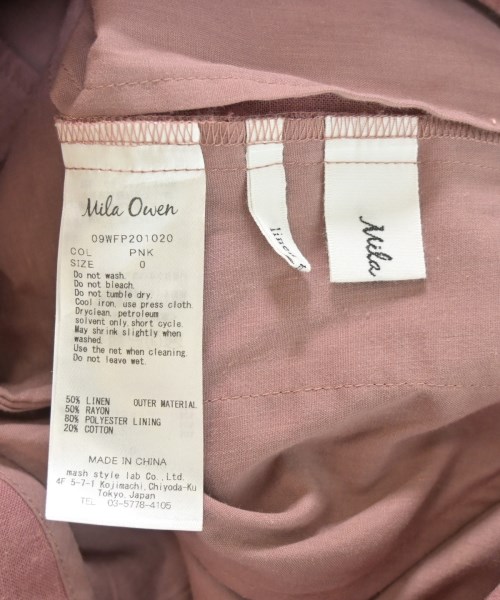 Mila Owen
09WFP201020
COL PNK
SIZE 0
Do not wash.
Do not bleach.
Do not tumble dry.
Cool iron, use press cloth.
Dryclean, petroleum
solvent only, short cycle.
May shrink slightly when
washed.
Use the net when cleaning.
Do not leave wet.
50% LINEN OUTER MATERIAL
50% RAYON
80% POLYESTER LINING
20% COTTON
MADE IN CHINA
mash style lab Co., Ltd.
4F 5-7-1 Kojimachi, Chiyoda-Ku
Tokyo, Japan
TEL 03-5778-4105
Mila